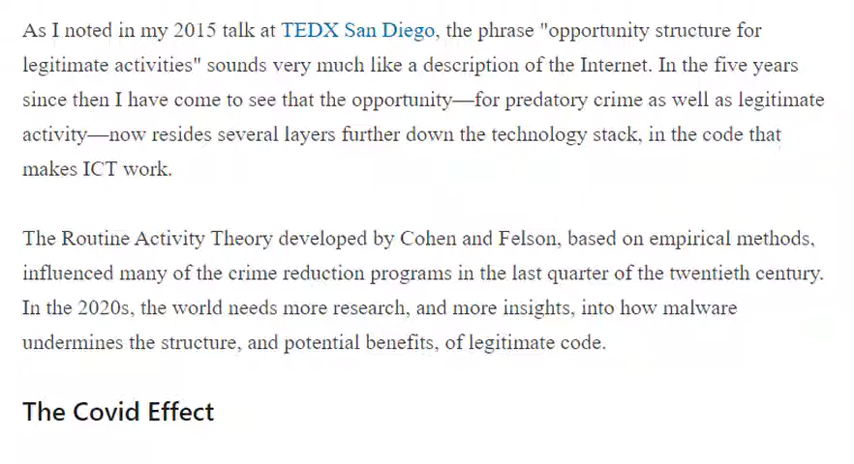 As I noted in my 2015 talk at TEDX San Diego, the phrase "opportunity structure for
legitimate activities" sounds very much like a description of the Internet. In the five years
since then I have come to see that the opportunity—for predatory crime as well as legitimate
activity—now resides several layers further down the technology stack, in the code that
makes ICT work.
The Routine Activity Theory developed by Cohen and Felson, based on empirical methods,
influenced many of the crime reduction programs in the last quarter of the twentieth century.
In the 2020s, the world needs more research, and more insights, into how malware
undermines the structure, and potential benefits, of legitimate code.
The Covid Effect